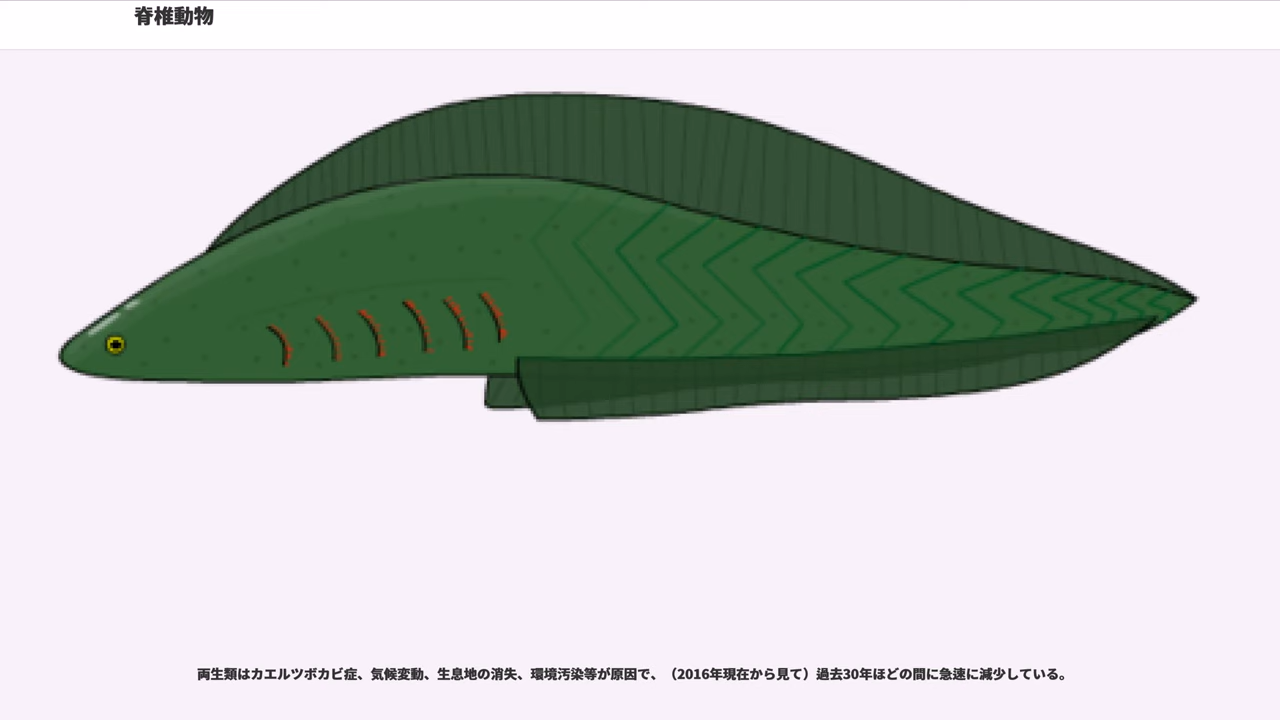 脊椎動物
両生類はカエルツボカビ症、気候変動、生息地の消失、環境汚染等が原因で、（2016年現在から見て）過去30年ほどの間に急速に減少している。